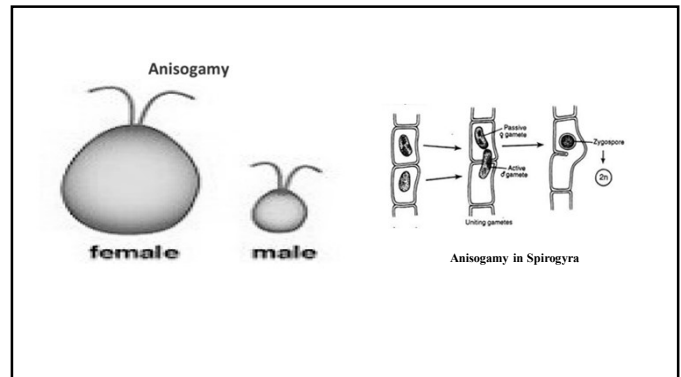 Anisogamy
female
male
Passive
♀ gamete
Active
♂ gamete
Uniting gametes
Zygospore
2n
Anisogamy in Spirogyra